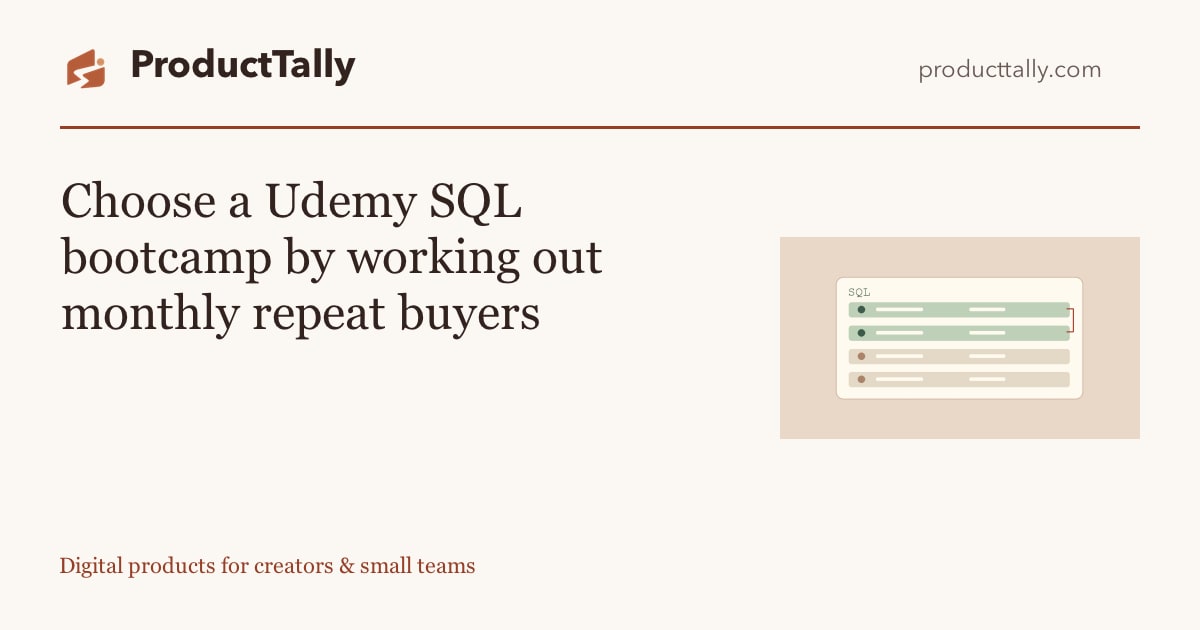 ProductTally
producttally.com
Choose a Udemy SQL
bootcamp by working out
monthly repeat buyers
SQL
Digital products for creators & small teams